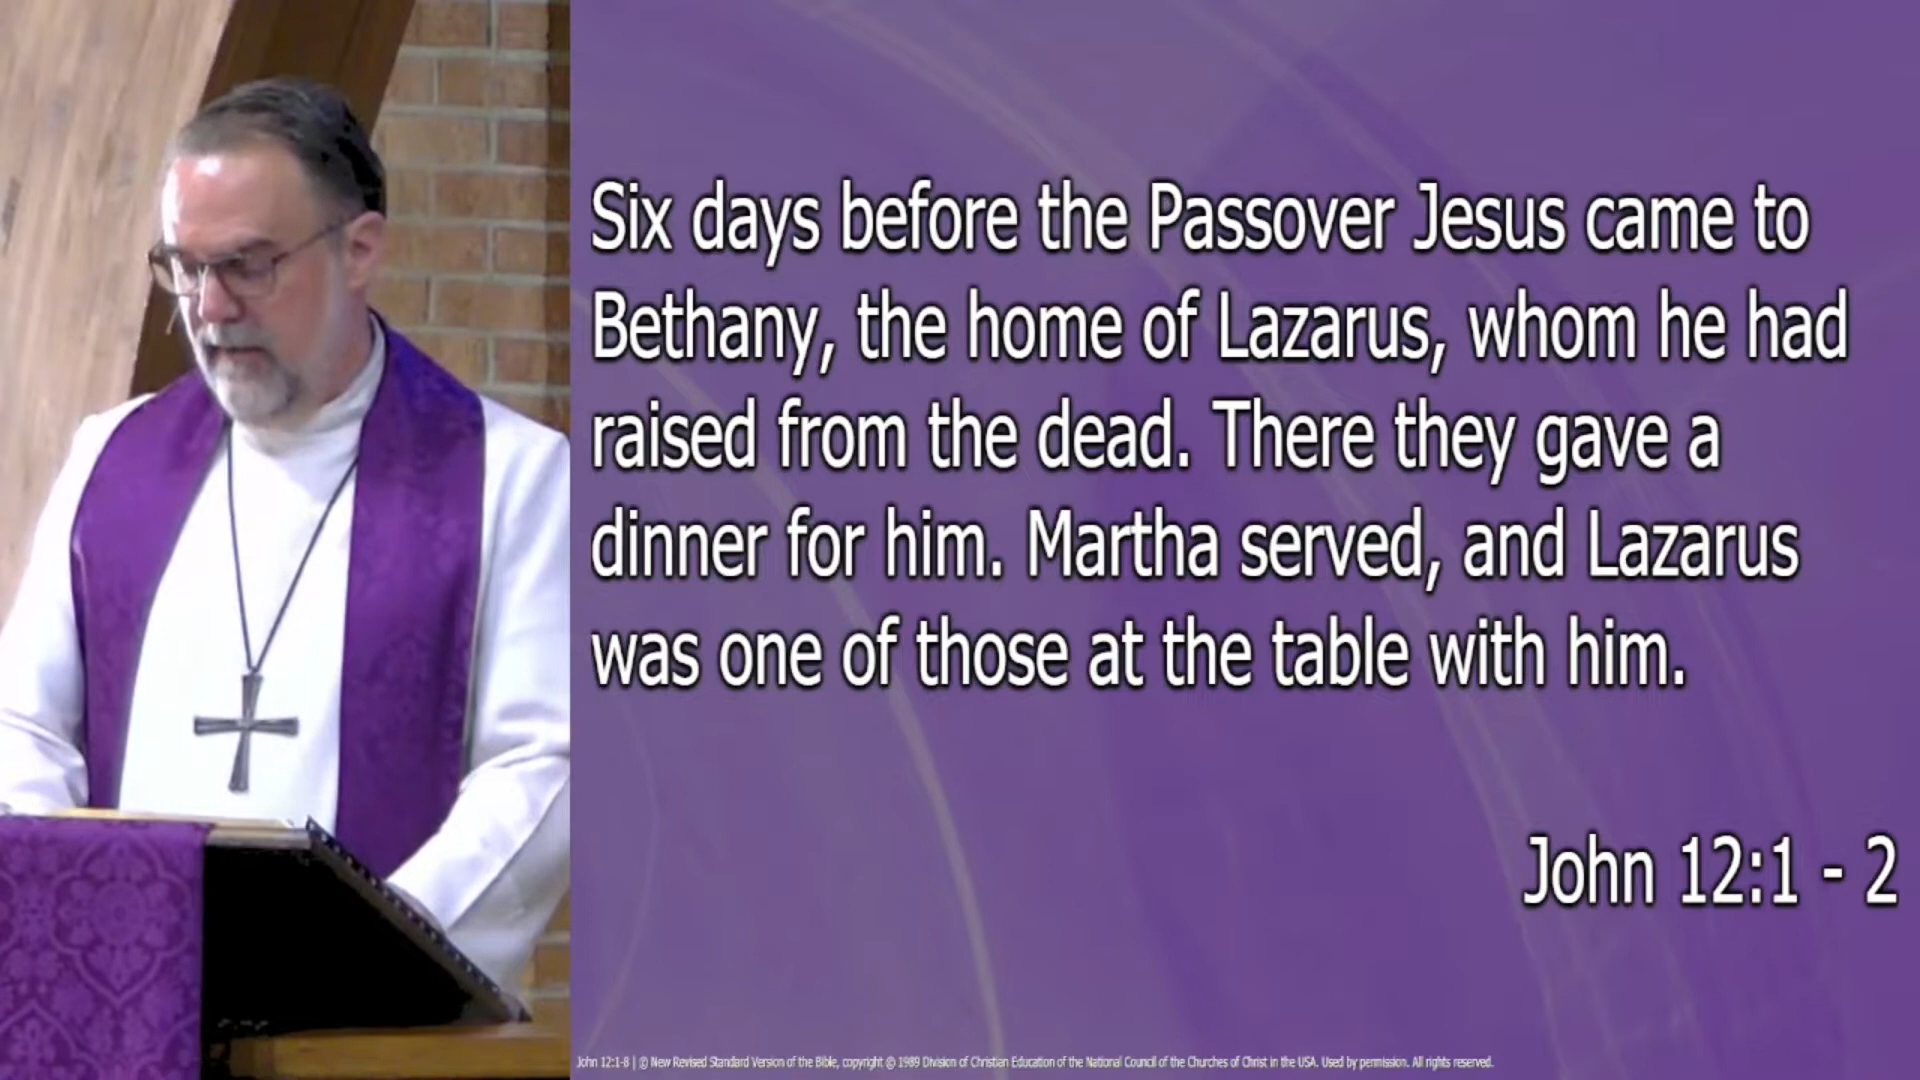 Six days before the Passover Jesus came to
Bethany, the home of Lazarus, whom he had
raised from the dead. There they gave a
dinner for him. Martha served, and Lazarus
was one of those at the table with him.
John 12:1 - 2
John 12:1-8 | © New Revised Standard Version of the Bible, copyright © 1989 Division of Christian Education of the National Council of the Churches of Christ in the USA. Used by permission. All rights reserved.